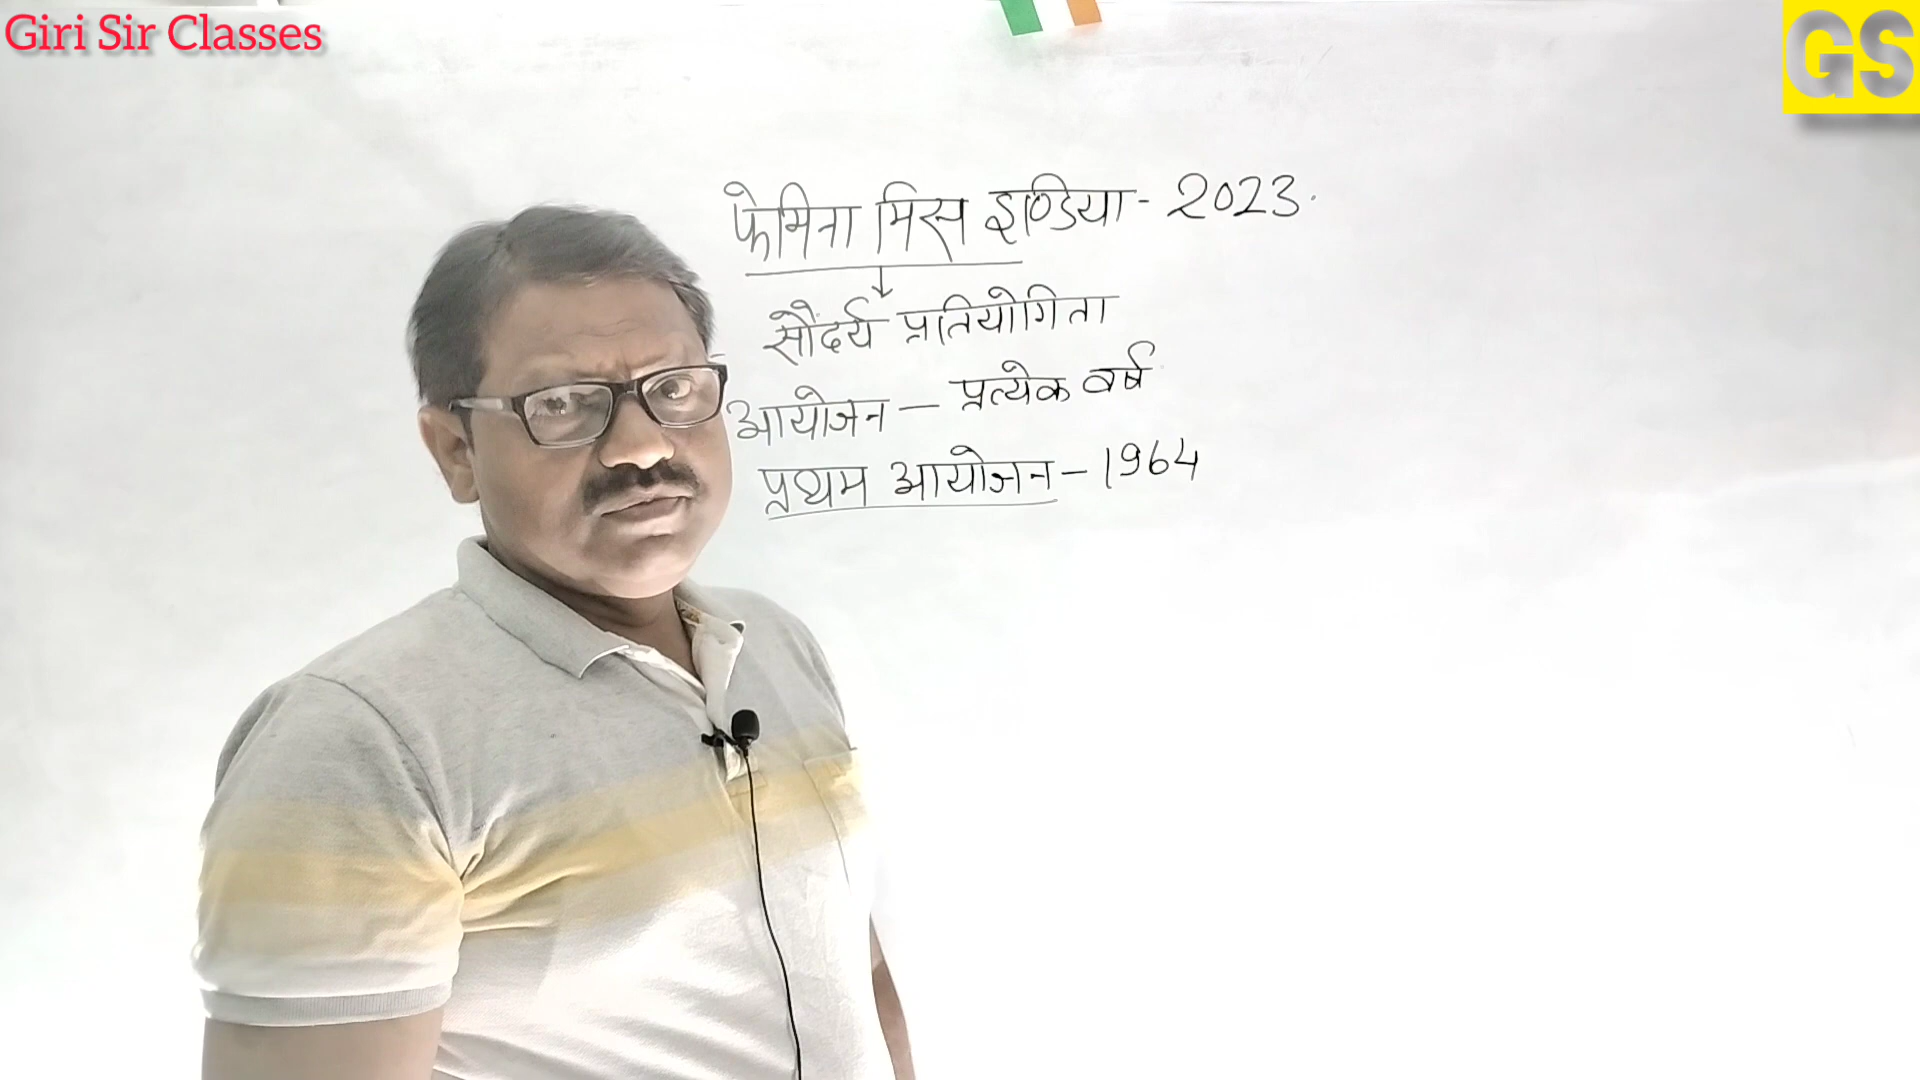 Giri Sir Classes
GS
फेमिना मिस इण्डिया - 2023.
सौंदर्य प्रतियोगिता
आयोजन - प्रत्येक वर्ष
प्रथम आयोजन - 1964